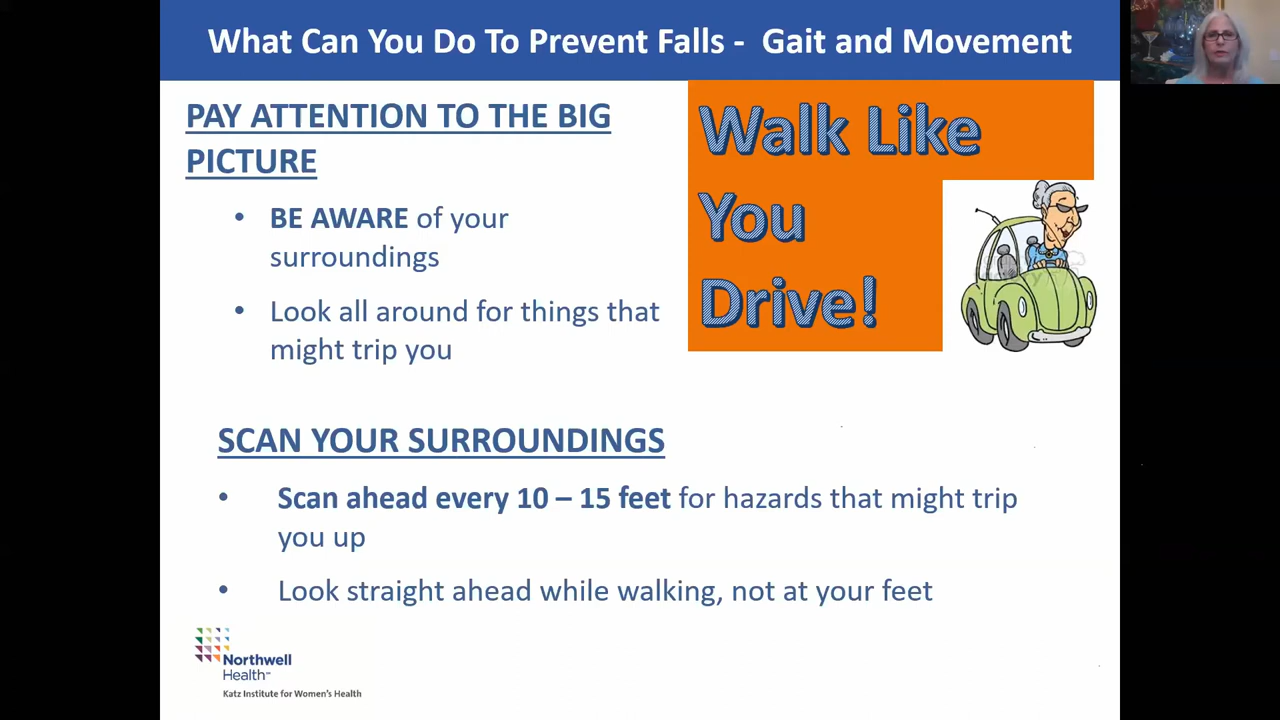 What Can You Do To Prevent Falls - Gait and Movement
PAY ATTENTION TO THE BIG
PICTURE
• BE AWARE of your
surroundings
• Look all around for things that
might trip you
Walk Like
You
Drive!
SCAN YOUR SURROUNDINGS
• Scan ahead every 10 – 15 feet for hazards that might trip
you up
• Look straight ahead while walking, not at your feet
Northwell
Health™
Katz Institute for Women's Health